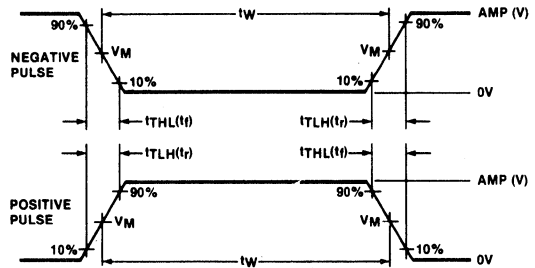 tW
AMP (V)
90%
90%
NEGATIVE
PULSE
VM
VM
10%
10%
0V
tTHL(tf)
tTLH(tr)
tTLH(tr)
tTHL(tf)
AMP (V)
90%
90%
POSITIVE
PULSE
VM
VM
10%
10%
tW
0V